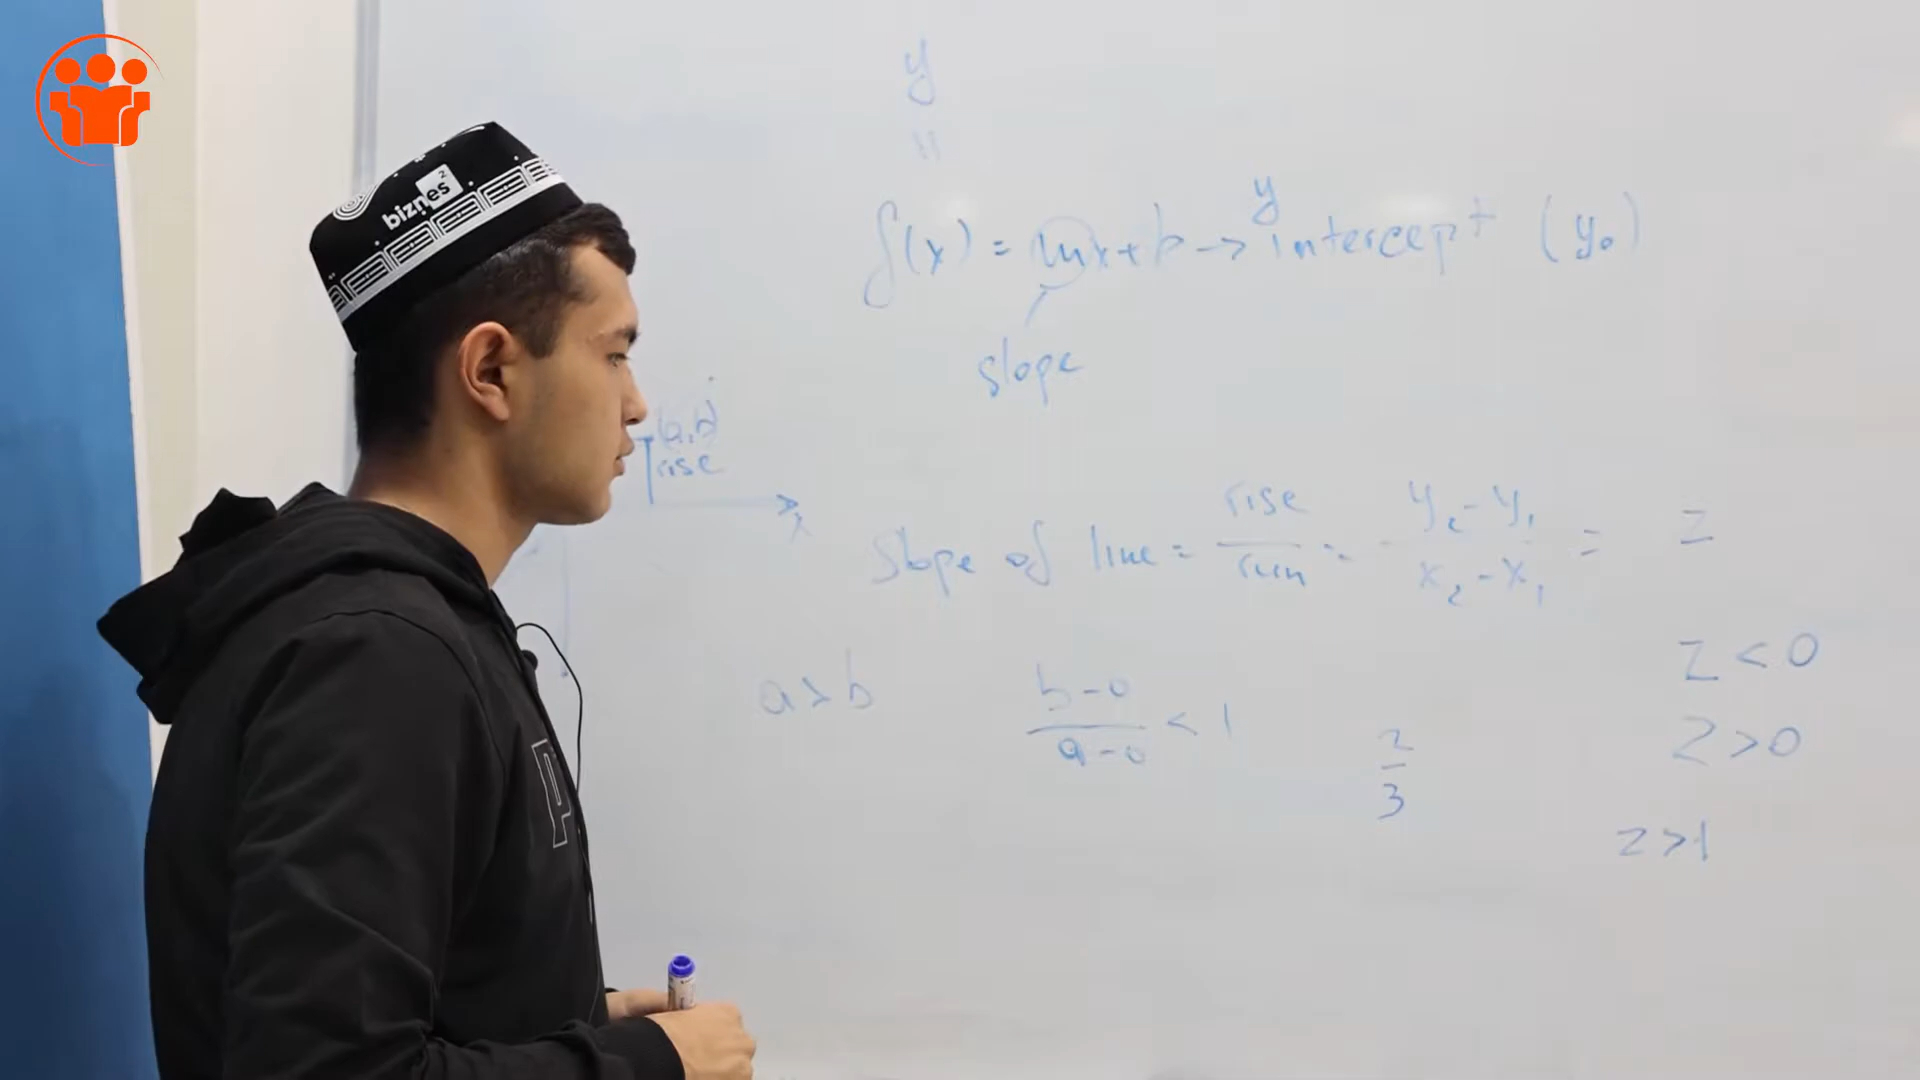 y
"
f(x) = mx+b → y intercept (y₀)
slope
biznes²
(a,b)
rise
x
Slope of line = rise/run = y₂-y₁/x₂-x₁ = z
z < 0
a > b
b-0/a-0 < 1
2/3
z > 0
z > 1
P